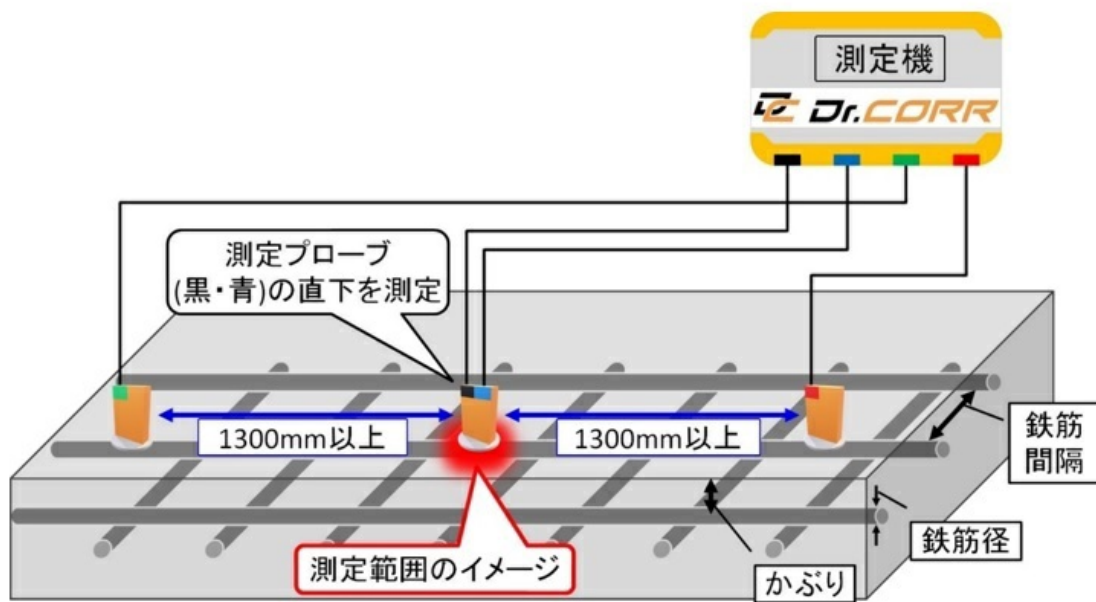 測定機
DC Dr.CORR
測定プローブ
(黒・青)の直下を測定
1300mm以上
1300mm以上
鉄筋
間隔
鉄筋径
かぶり
測定範囲のイメージ